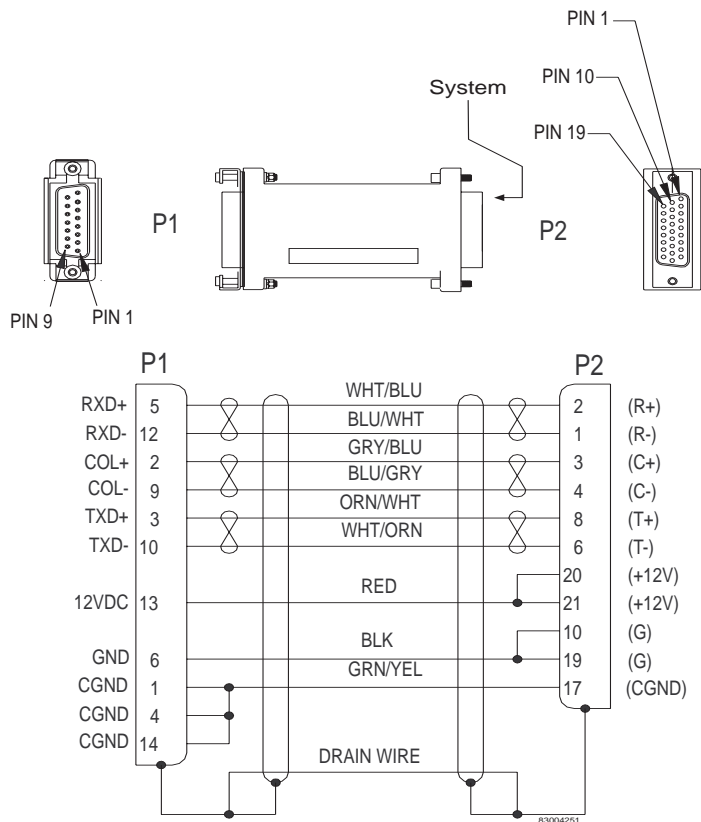 PIN 1
PIN 10
System
PIN 19
P1
P2
PIN 9
PIN 1
P1
P2
RXD+ 5 WHT/BLU 2 (R+)
RXD- 12 BLU/WHT 1 (R-)
COL+ 2 GRY/BLU 3 (C+)
COL- 9 BLU/GRY 4 (C-)
TXD+ 3 ORN/WHT 8 (T+)
TXD- 10 WHT/ORN 6 (T-)
20 (+12V)
12VDC 13 RED 21 (+12V)
10 (G)
GND 6 BLK 19 (G)
CGND 1 GRN/YEL 17 (CGND)
CGND 4
CGND 14
DRAIN WIRE
83004251